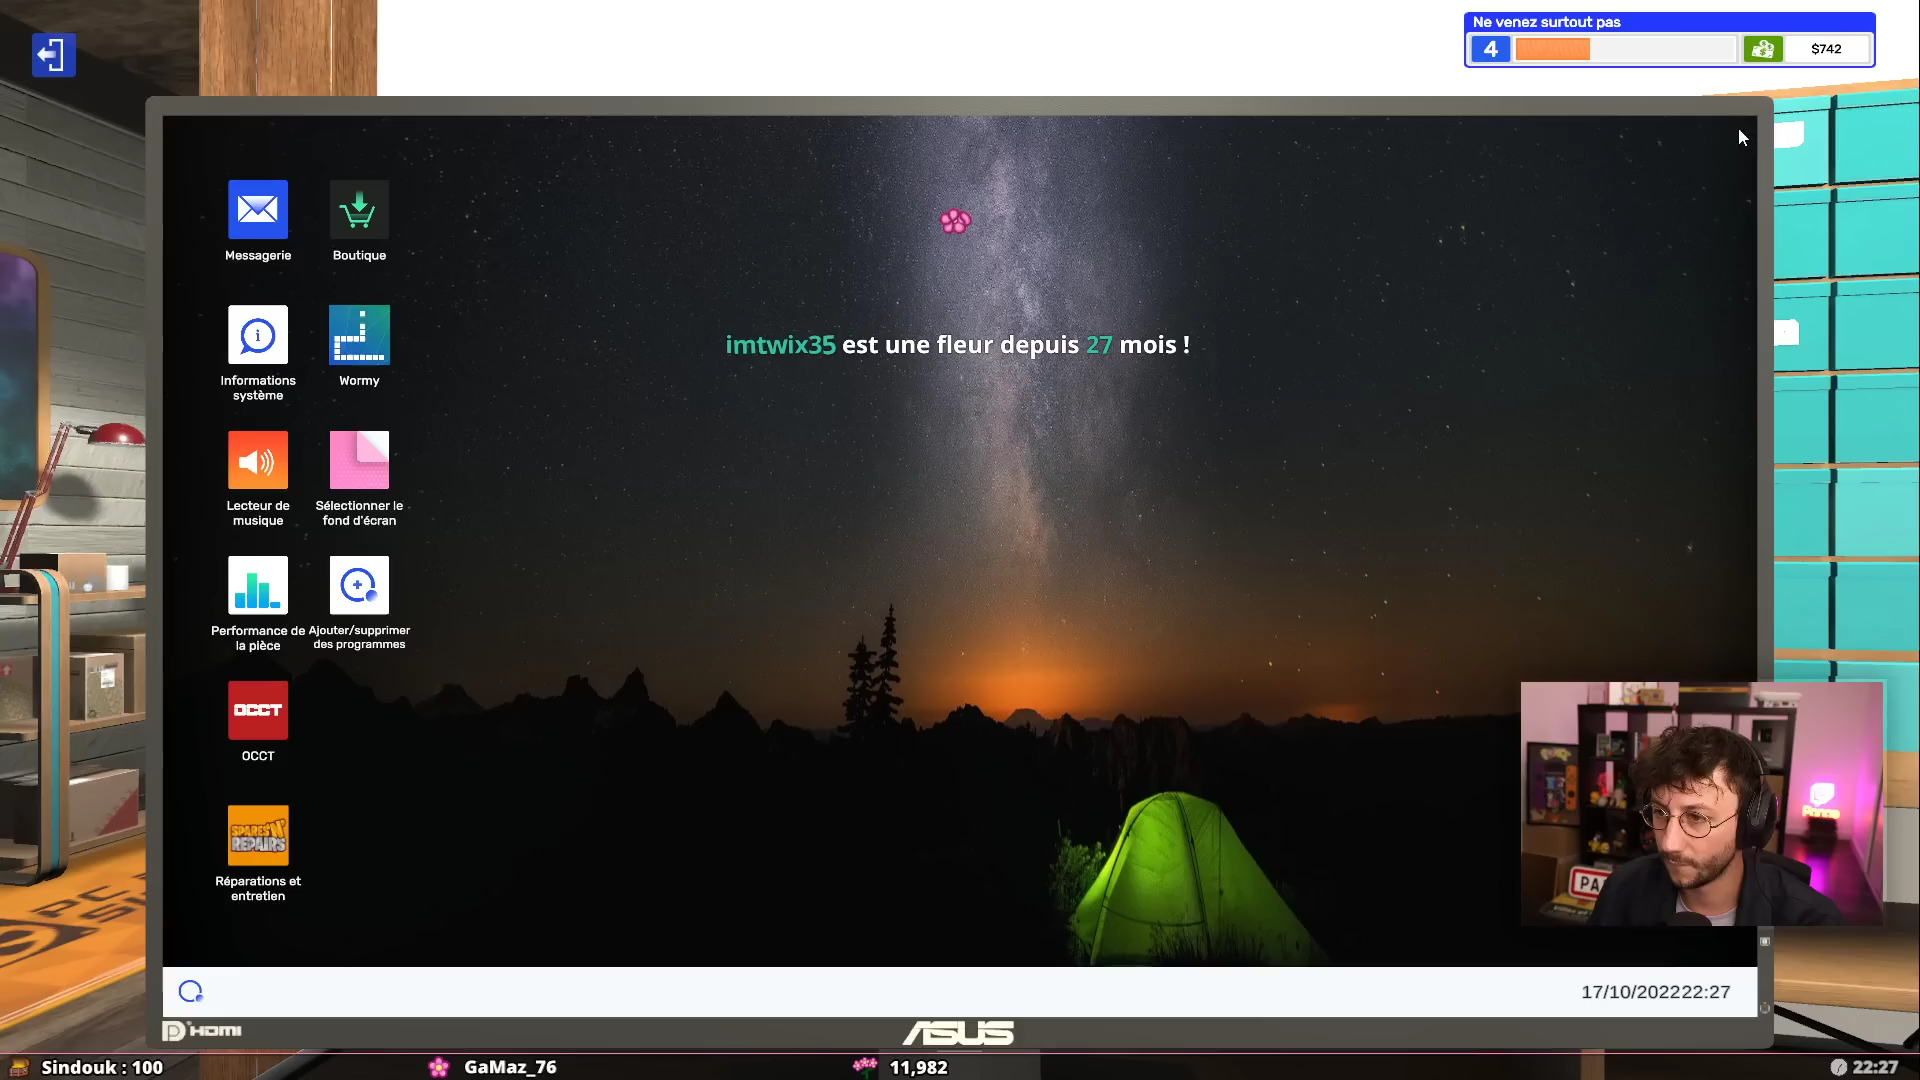 Ne venez surtout pas
4
$742
Messagerie
Boutique
imtwix35 est une fleur depuis 27 mois !
Informations
système
Wormy
Lecteur de
musique
Sélectionner le
fond d'écran
Performance de
la pièce
Ajouter/supprimer
des programmes
OCCT
OCCT
SPARES 'N'
REPAIRS
Réparations et
entretien
17/10/202222:27
HDMI
ASUS
Sindouk : 100
GaMaz_76
11,982
22:27